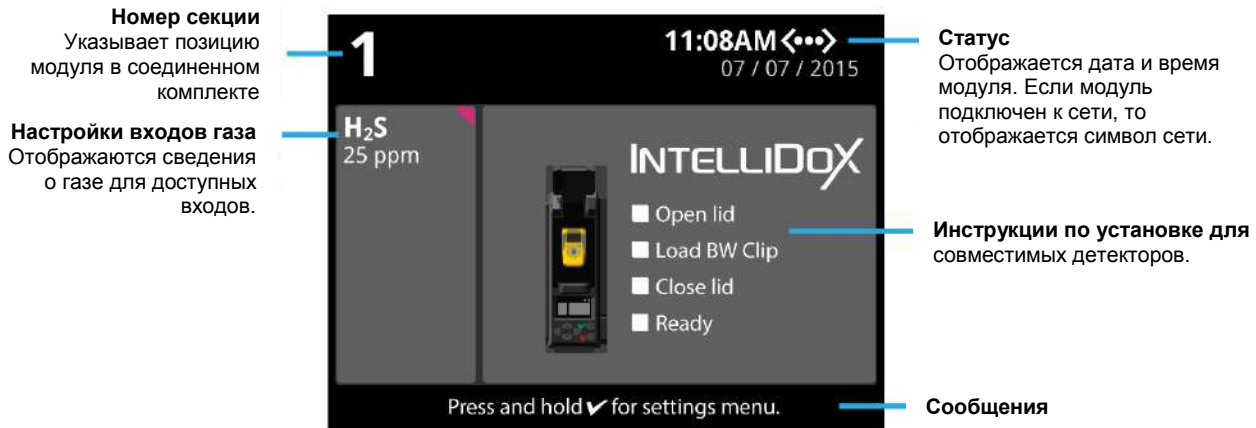 Номер секции
Указывает позицию
модуля в соединенном
комплекте
Настройки входов газа
Отображаются сведения
о газе для доступных
входов.
1
11:08AM <•••>
07 / 07 / 2015
H₂S
25 ppm
INTELLIDOX
Open lid
Load BW Clip
Close lid
Ready
Press and hold ✔ for settings menu.
Статус
Отображается дата и время
модуля. Если модуль
подключен к сети, то
отображается символ сети.
Инструкции по установке для
совместимых детекторов.
Сообщения